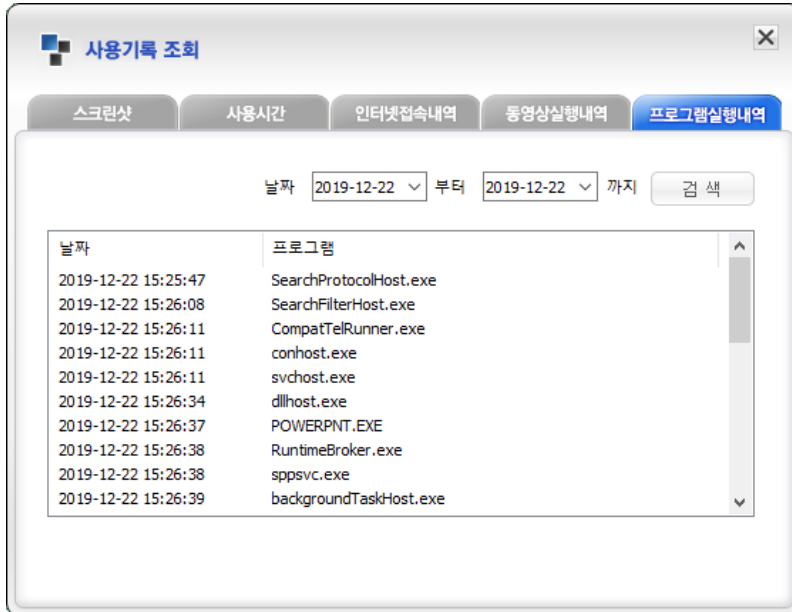 사용기록 조회
스크린샷 사용시간 인터넷접속내역 동영상실행내역 프로그램실행내역
날짜 2019-12-22 부터 2019-12-22 까지 검 색
날짜 프로그램
2019-12-22 15:25:47 SearchProtocolHost.exe
2019-12-22 15:26:08 SearchFilterHost.exe
2019-12-22 15:26:11 CompatTelRunner.exe
2019-12-22 15:26:11 conhost.exe
2019-12-22 15:26:11 svchost.exe
2019-12-22 15:26:34 dllhost.exe
2019-12-22 15:26:37 POWERPNT.EXE
2019-12-22 15:26:38 RuntimeBroker.exe
2019-12-22 15:26:38 sppsvc.exe
2019-12-22 15:26:39 backgroundTaskHost.exe